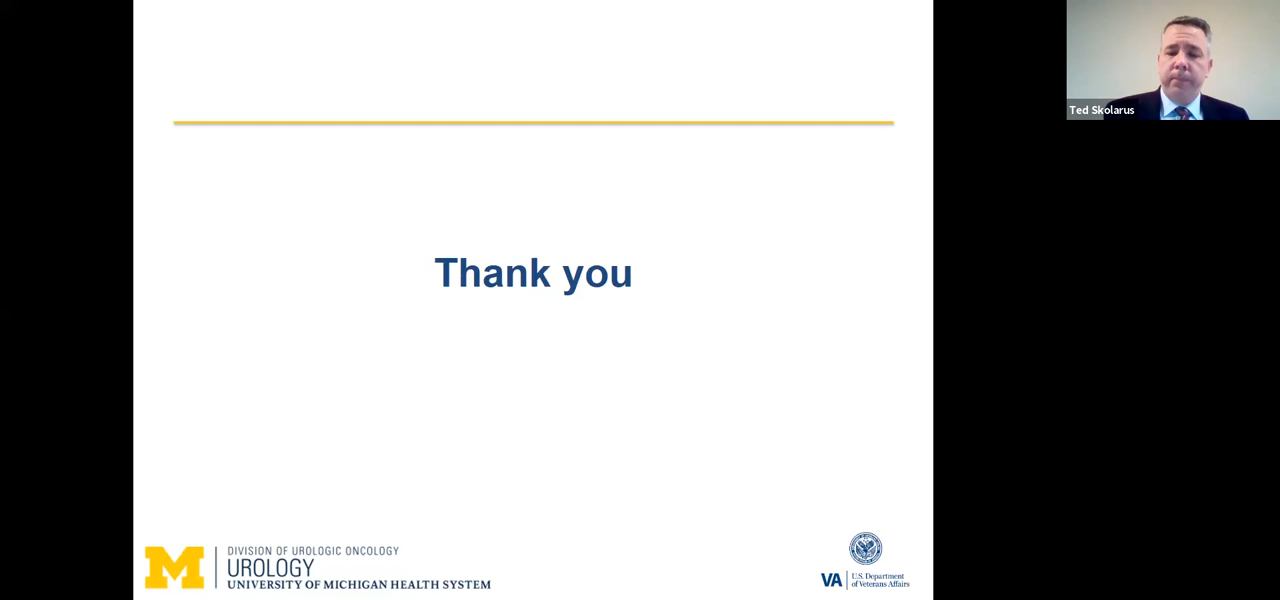 Ted Skolarus
Thank you
M
DIVISION OF UROLOGIC ONCOLOGY
UROLOGY
UNIVERSITY OF MICHIGAN HEALTH SYSTEM
VA
U.S. Department
of Veterans Affairs